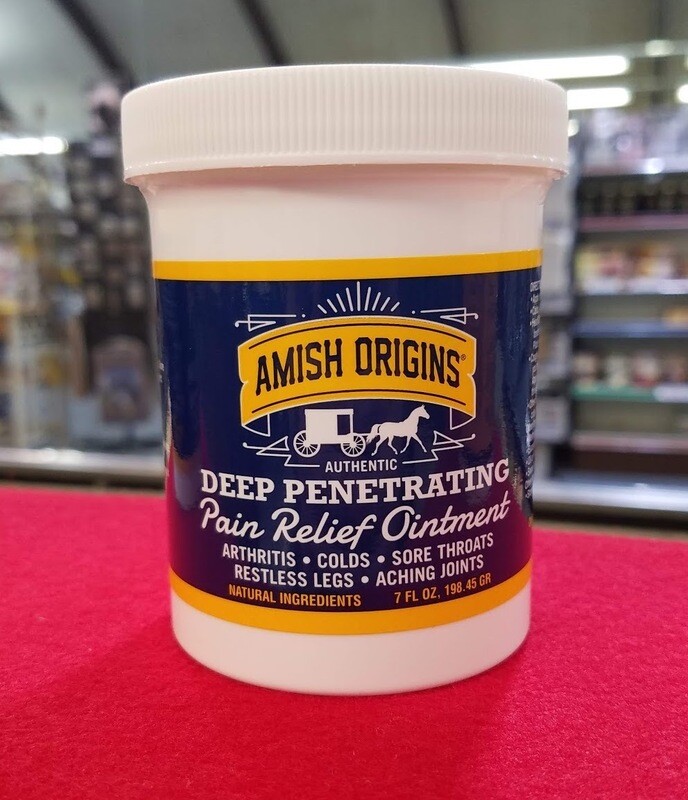 AMISH ORIGINS®
AUTHENTIC
DEEP PENETRATING
Pain Relief Ointment
ARTHRITIS • COLDS • SORE THROATS
RESTLESS LEGS • ACHING JOINTS
NATURAL INGREDIENTS 7 FL OZ, 198.45 GR